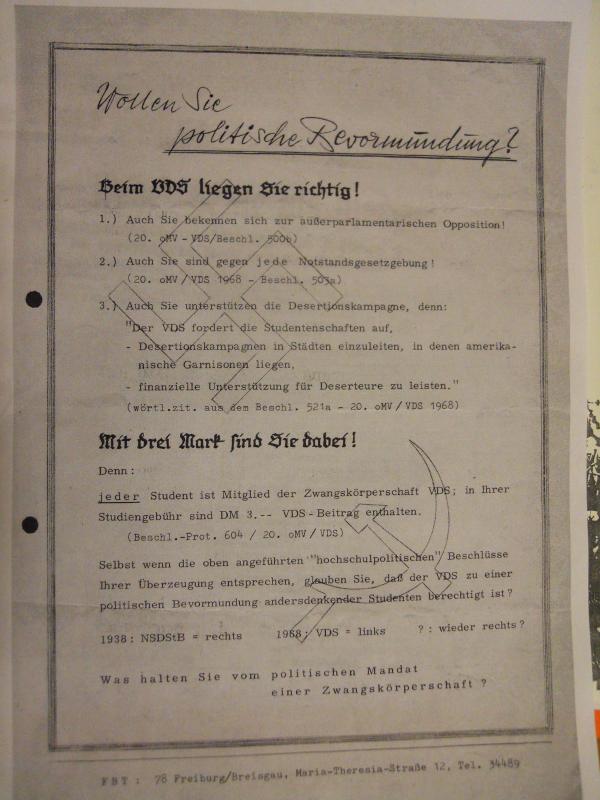 Wollen Sie
politische Bevormundung?
Beim VDS liegen Sie richtig!
1.) Auch Sie bekennen sich zur außerparlamentarischen Opposition!
(20. oMV - VDS/Beschl. 500b)
2.) Auch Sie sind gegen jede Notstandsgesetzgebung!
(20. oMV/VDS 1968 - Beschl. 503a)
3.) Auch Sie unterstützen die Desertionskampagne, denn:
"Der VDS fordert die Studentenschaften auf,
- Desertionskampagnen in Städten einzuleiten, in denen amerika-
nische Garnisonen liegen,
- finanzielle Unterstützung für Deserteure zu leisten."
(wörtl.zit. aus dem Beschl. 521a - 20. oMV/VDS 1968)
Mit drei Mark sind Sie dabei!
Denn:
jeder Student ist Mitglied der Zwangskörperschaft VDS; in Ihrer
Studiengebühr sind DM 3.-- VDS-Beitrag enthalten.
(Beschl.-Prot. 604 / 20. oMV/VDS)
Selbst wenn die oben angeführten "hochschulpolitischen" Beschlüsse
Ihrer Überzeugung entsprechen, glauben Sie, daß der VDS zu einer
politischen Bevormundung andersdenkender Studenten berechtigt ist?
1938: NSDStB = rechts 1968: VDS = links ?: wieder rechts?
Was halten Sie vom politischen Mandat
einer Zwangskörperschaft?
FBT: 78 Freiburg/Breisgau, Maria-Theresia-Straße 12, Tel. 34489